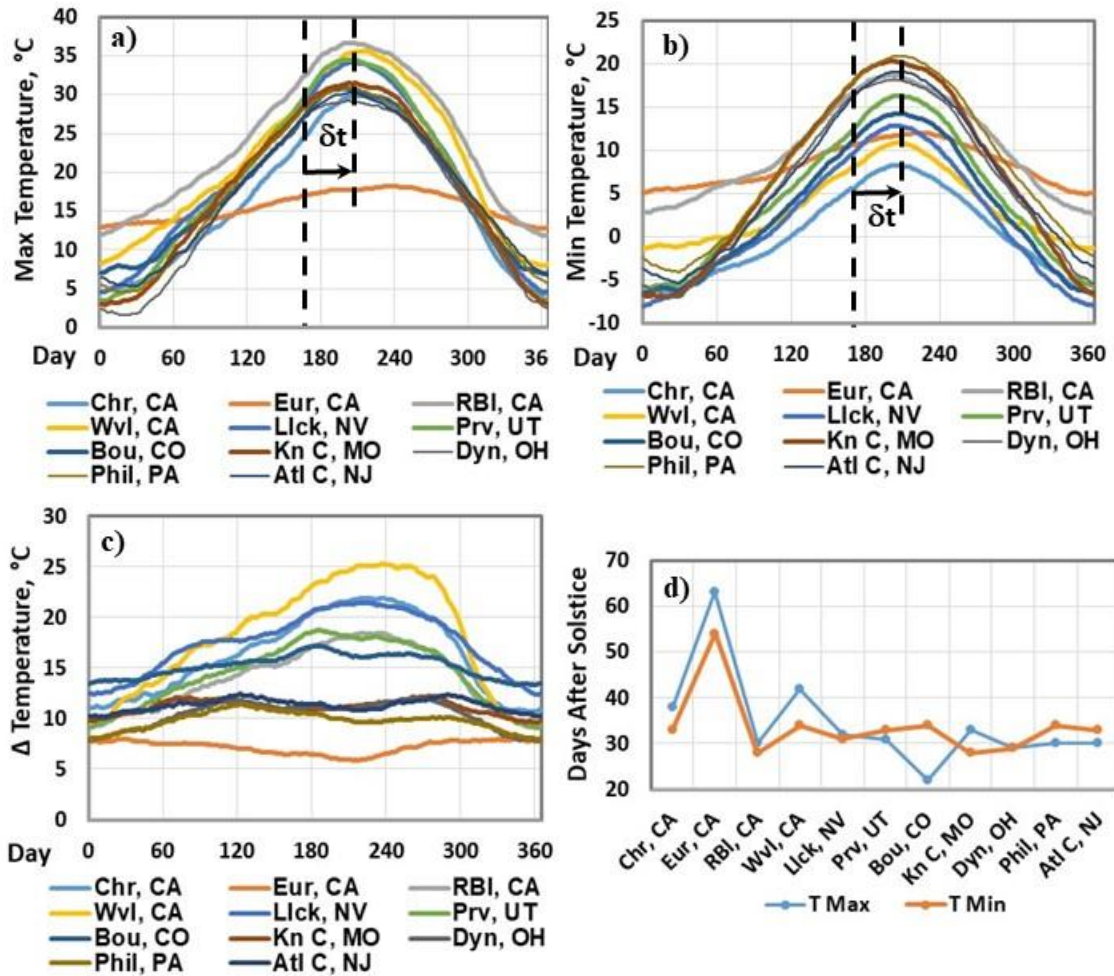 a)
40
35
30
25
20
15
10
5
0
Max Temperature, °C
δt
Day
0 60 120 180 240 300 36
Chr, CA Eur, CA RBl, CA
Wvl, CA Llck, NV Prv, UT
Bou, CO Kn C, MO Dyn, OH
Phil, PA Atl C, NJ
b)
25
20
15
10
5
0
-5
-10
Min Temperature, °C
δt
Day
0 60 120 180 240 300 360
Chr, CA Eur, CA RBl, CA
Wvl, CA Llck, NV Prv, UT
Bou, CO Kn C, MO Dyn, OH
Phil, PA Atl C, NJ
c)
30
25
20
15
10
5
0
Δ Temperature, °C
Day
0 60 120 180 240 300 360
Chr, CA Eur, CA RBl, CA
Wvl, CA Llck, NV Prv, UT
Bou, CO Kn C, MO Dyn, OH
Phil, PA Atl C, NJ
d)
70
60
50
40
30
20
Days After Solstice
Chr, CA
Eur, CA
RBl, CA
Wvl, CA
Llck, NV
Prv, UT
Bou, CO
Kn C, MO
Dyn, OH
Phil, PA
Atl C, NJ
T Max T Min